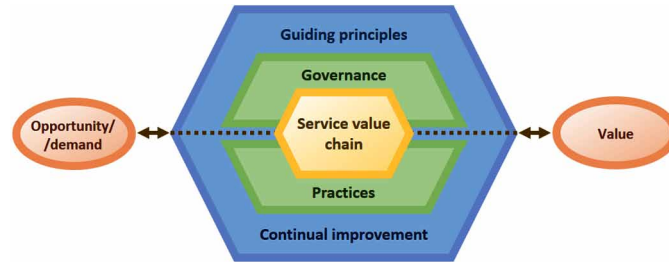 Guiding principles
Governance
Opportunity/
/demand
Service value
chain
Value
Practices
Continual improvement